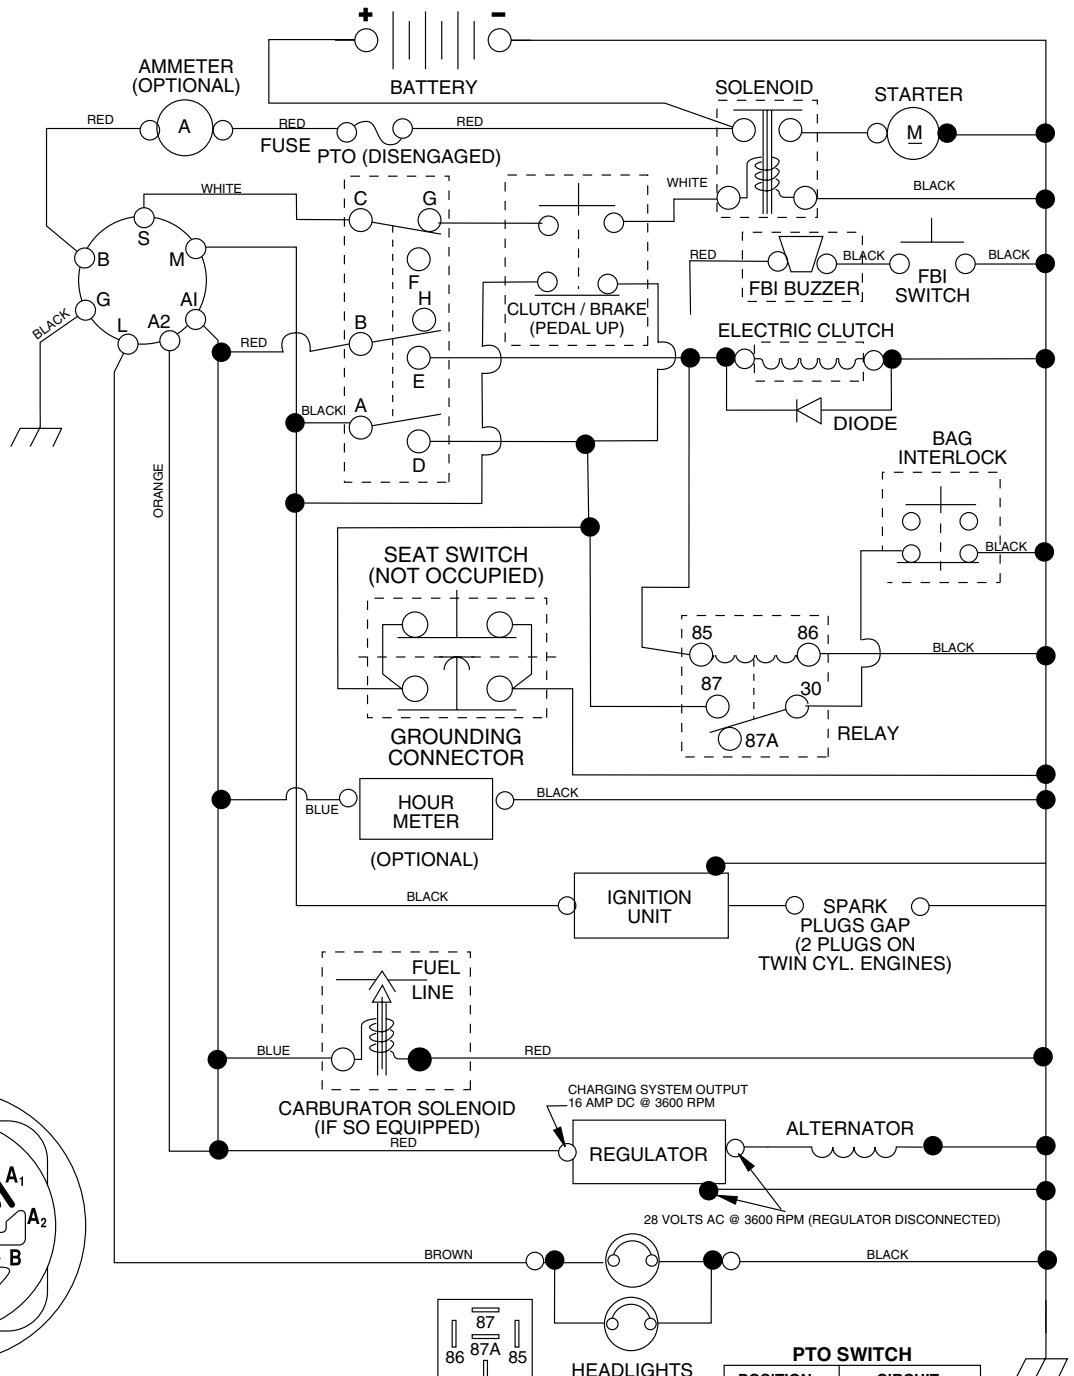 + −
BATTERY
AMMETER
(OPTIONAL)
A
RED
RED
FUSE
RED
PTO (DISENGAGED)
SOLENOID
STARTER
M
WHITE
WHITE
BLACK
S
B
M
G
A1
L
A2
BLACK
C
G
F
H
B
E
A
D
RED
BLACK
CLUTCH / BRAKE
(PEDAL UP)
RED
BLACK
BLACK
FBI BUZZER
FBI
SWITCH
ELECTRIC CLUTCH
DIODE
ORANGE
BAG
INTERLOCK
BLACK
SEAT SWITCH
(NOT OCCUPIED)
85
86
BLACK
87
30
87A
RELAY
GROUNDING
CONNECTOR
BLUE
HOUR
METER
BLACK
(OPTIONAL)
BLACK
IGNITION
UNIT
SPARK
PLUGS GAP
(2 PLUGS ON
TWIN CYL. ENGINES)
FUEL
LINE
BLUE
RED
CARBURATOR SOLENOID
(IF SO EQUIPPED)
CHARGING SYSTEM OUTPUT
16 AMP DC @ 3600 RPM
RED
REGULATOR
ALTERNATOR
28 VOLTS AC @ 3600 RPM (REGULATOR DISCONNECTED)
A1
A2
B
BROWN
BLACK
87
86
87A
85
HEADLIGHTS
PTO SWITCH
POSITION CIRCUIT